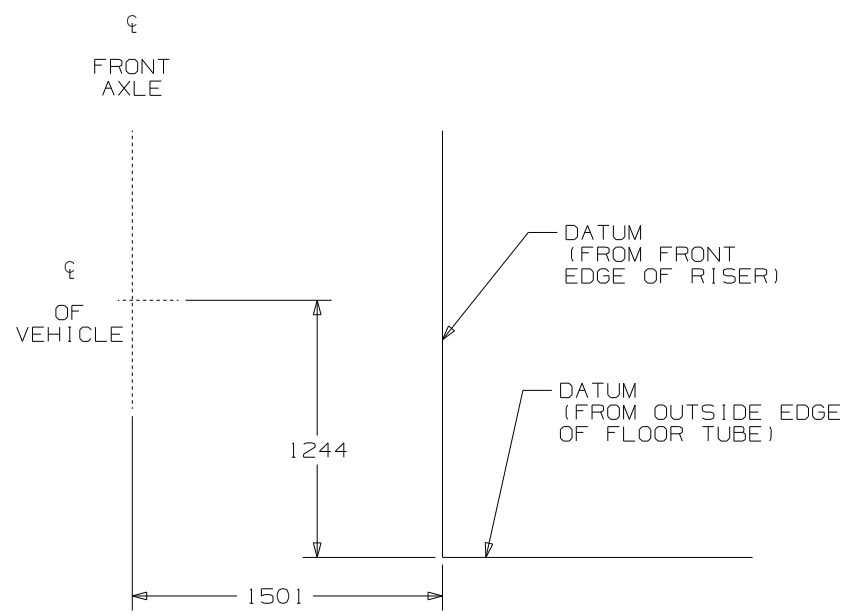 ℄
FRONT
AXLE
℄
OF
VEHICLE
DATUM
(FROM FRONT
EDGE OF RISER)
DATUM
(FROM OUTSIDE EDGE
OF FLOOR TUBE)
1244
1501